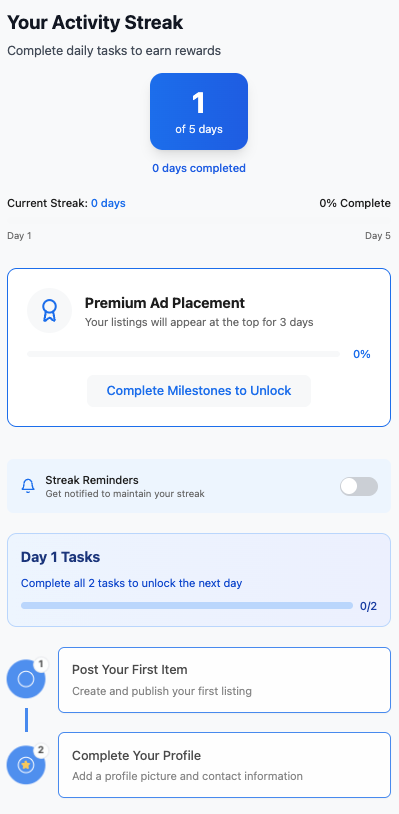 Your Activity Streak
Complete daily tasks to earn rewards
1
of 5 days
0 days completed
Current Streak: 0 days
0% Complete
Day 1
Day 5
Premium Ad Placement
Your listings will appear at the top for 3 days
0%
Complete Milestones to Unlock
Streak Reminders
Get notified to maintain your streak
Day 1 Tasks
Complete all 2 tasks to unlock the next day
0/2
1
Post Your First Item
Create and publish your first listing
2
Complete Your Profile
Add a profile picture and contact information